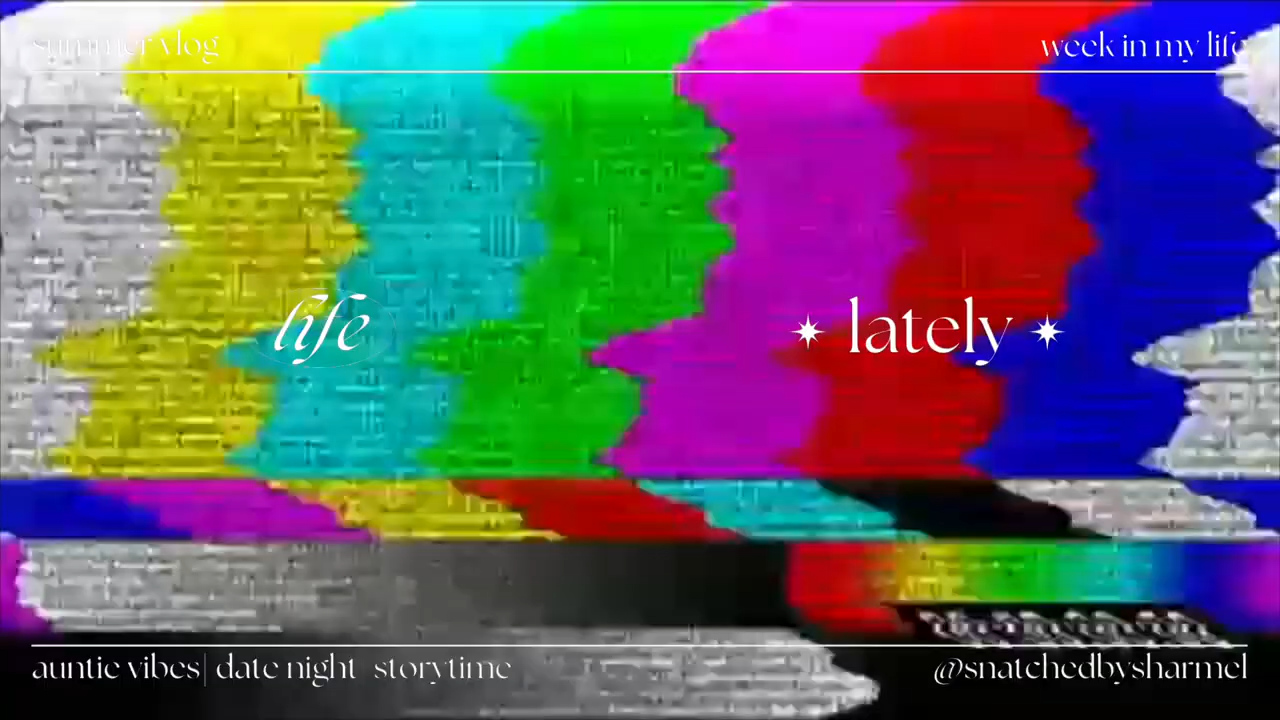 summer vlog
week in my life
life
lately
auntie vibes| date night storytime
@snatchedbysharmel